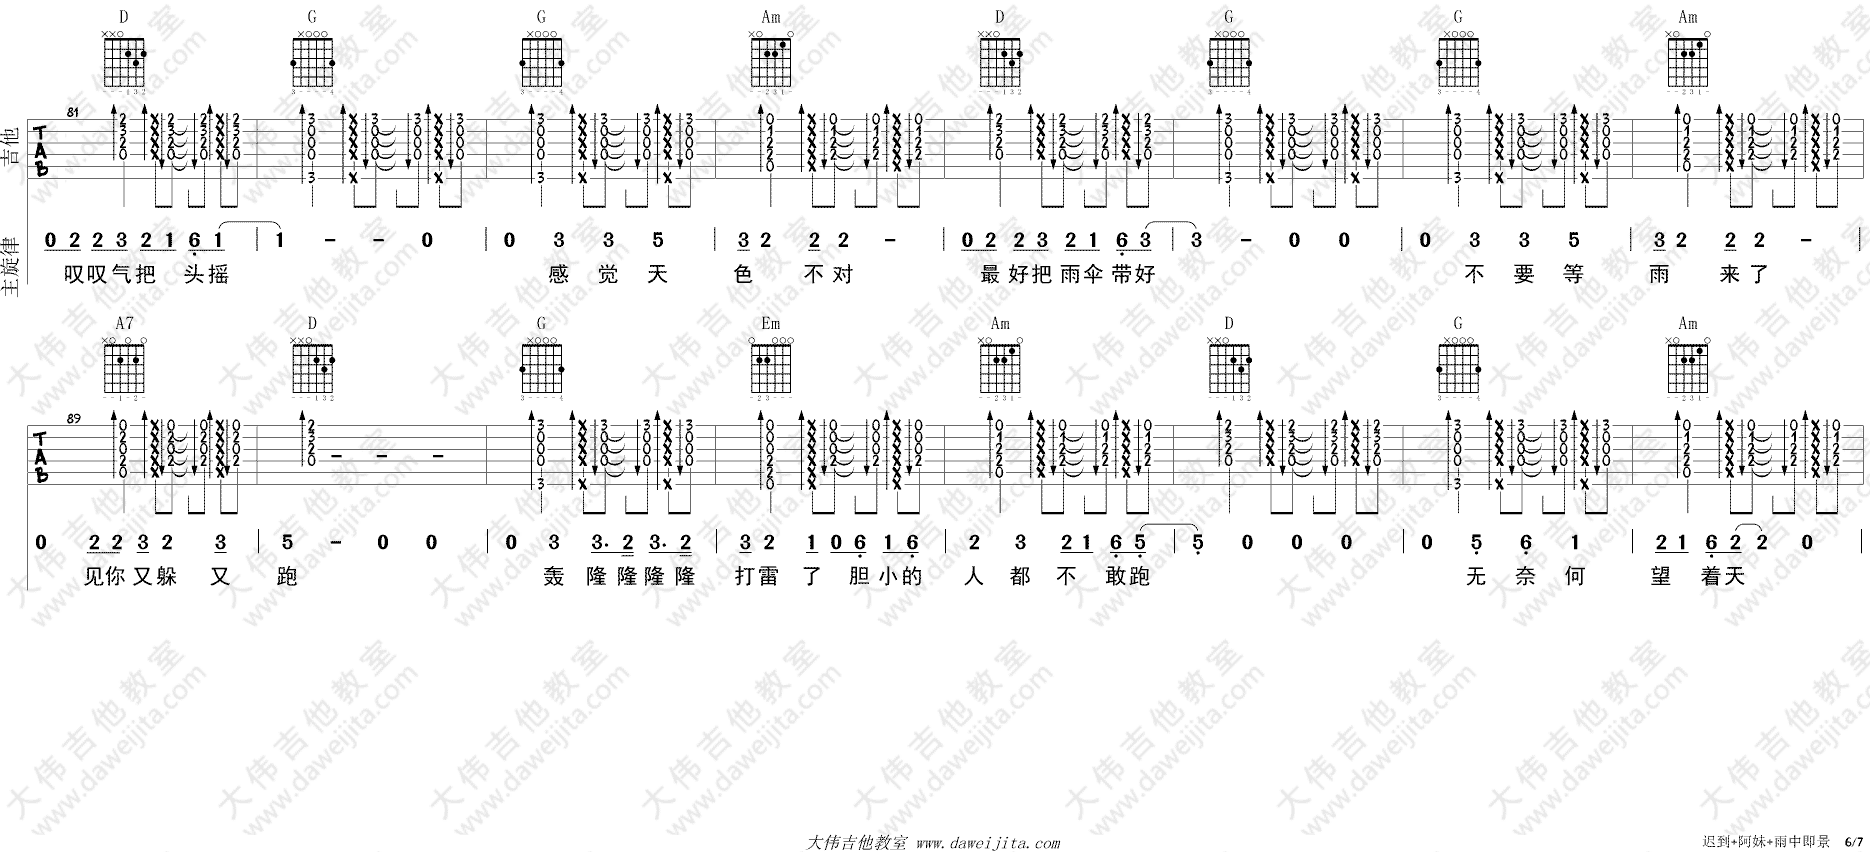 D G G Am D G G Am
81
吉他
TAB
主旋律
0 2 2 3 2 1 6 1 | 1 - - 0 | 0 3 3 5 | 3 2 2 2 - | 0 2 2 3 2 1 6 3 | 3 - 0 0 | 0 3 3 5 | 3 2 2 2 -
叹叹气把 头摇 感 觉 天 色 不 对 最好把雨伞带好 不 要 等 雨 来了
A7 D G Em Am D G Am
89
TAB
0 2 2 3 2 3 | 5 - 0 0 | 0 3 3. 2 3. 2 | 3 2 1 0 6 1 6 | 2 3 2 1 6 5 | 5 0 0 0 | 0 5 6 1 | 2 1 6 2 2 0 |
见你又躲 又 跑 轰 隆隆隆隆 打雷 了 胆小的 人 都 不 敢跑 无 奈 何 望 着天
大伟吉他教室 www.daweijita.com
迟到+阿妹+雨中即景 6/7